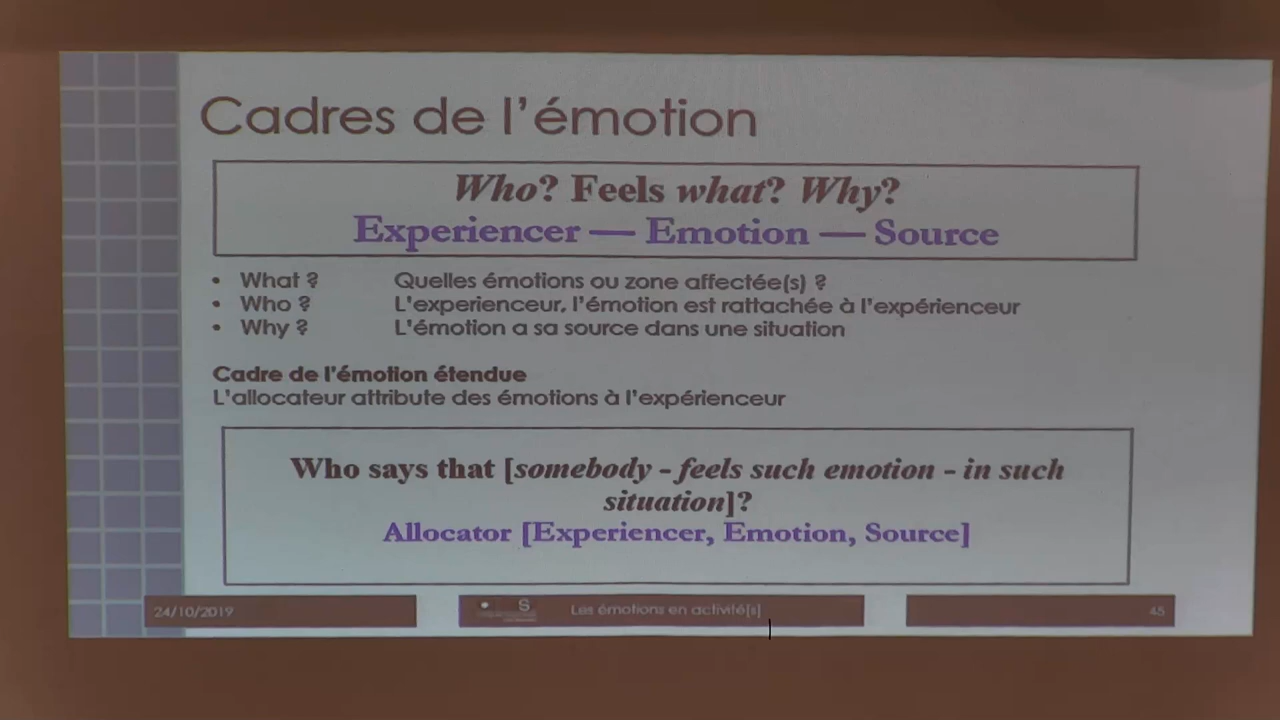 Cadres de l'émotion
Who? Feels what? Why?
Experiencer — Emotion — Source
• What ? Quelles émotions ou zone affectée(s) ?
• Who ? L'experienceur, l'émotion est rattachée à l'expérienceur
• Why ? L'émotion a sa source dans une situation
Cadre de l'émotion étendue
L'allocateur attribute des émotions à l'expérienceur
Who says that [somebody - feels such emotion - in such
situation]?
Allocator [Experiencer, Emotion, Source]
24/10/2019
S
Les émotions en activité[s]
45